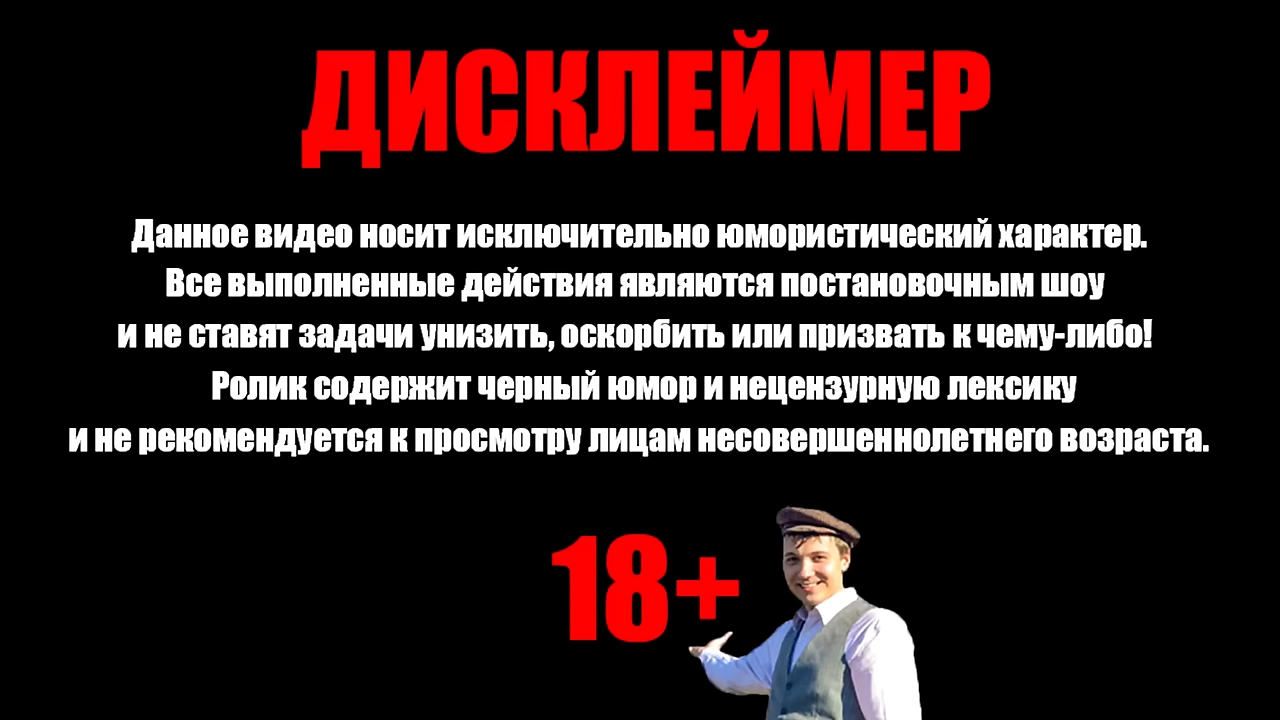 ДИСКЛЕЙМЕР
Данное видео носит исключительно юмористический характер.
Все выполненные действия являются постановочным шоу
и не ставят задачи унизить, оскорбить или призвать к чему-либо!
Ролик содержит черный юмор и нецензурную лексику
и не рекомендуется к просмотру лицам несовершеннолетнего возраста.
18+